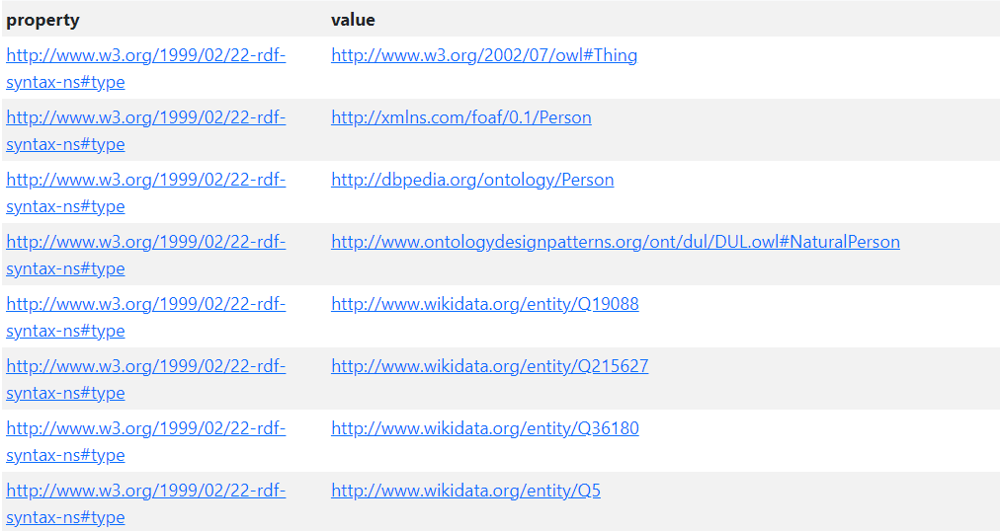 property value
http://www.w3.org/1999/02/22-rdf- http://www.w3.org/2002/07/owl#Thing
syntax-ns#type
http://www.w3.org/1999/02/22-rdf- http://xmlns.com/foaf/0.1/Person
syntax-ns#type
http://www.w3.org/1999/02/22-rdf- http://dbpedia.org/ontology/Person
syntax-ns#type
http://www.w3.org/1999/02/22-rdf- http://www.ontologydesignpatterns.org/ont/dul/DUL.owl#NaturalPerson
syntax-ns#type
http://www.w3.org/1999/02/22-rdf- http://www.wikidata.org/entity/Q19088
syntax-ns#type
http://www.w3.org/1999/02/22-rdf- http://www.wikidata.org/entity/Q215627
syntax-ns#type
http://www.w3.org/1999/02/22-rdf- http://www.wikidata.org/entity/Q36180
syntax-ns#type
http://www.w3.org/1999/02/22-rdf- http://www.wikidata.org/entity/Q5
syntax-ns#type